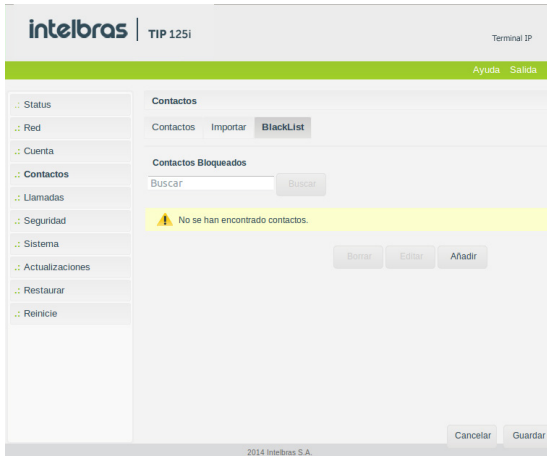 intelbras TIP 125i
Terminal IP
Ayuda Salida
.: Status
.: Red
.: Cuenta
.: Contactos
.: Llamadas
.: Seguridad
.: Sistema
.: Actualizaciones
.: Restaurar
.: Reinicie
Contactos
Contactos Importar BlackList
Contactos Bloqueados
Buscar Buscar
No se han encontrado contactos.
Borrar Editar Añadir
Cancelar Guardar
2014 Intelbras S.A.